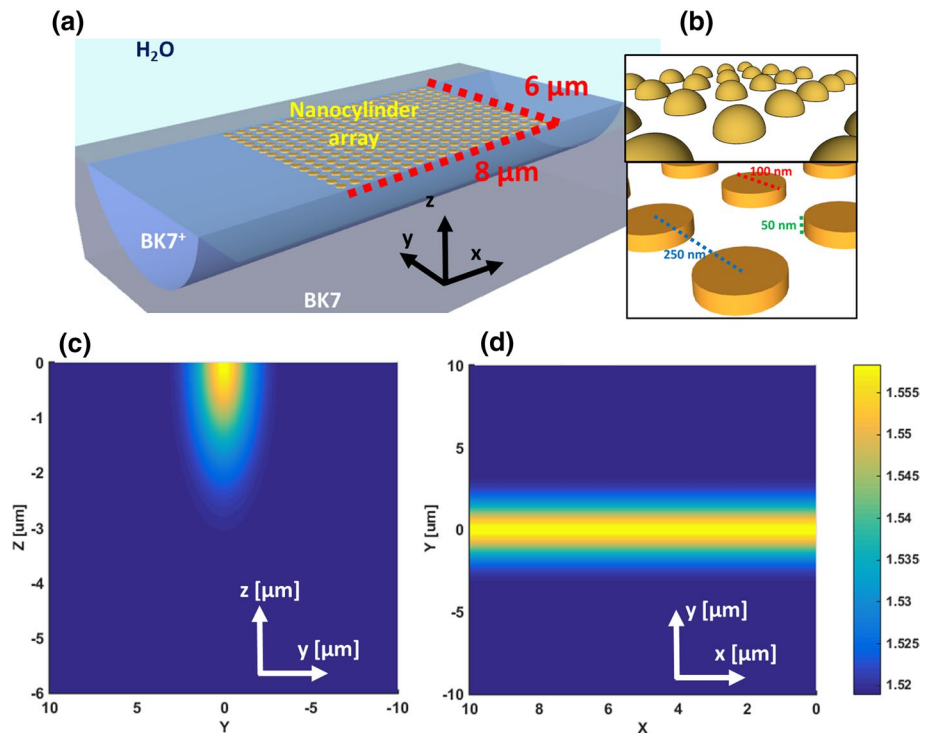 (a)
H₂O
Nanocylinder
array
6 µm
8 µm
z
y
x
BK7⁺
BK7
(b)
100 nm
50 nm
250 nm
(c)
0
-1
-2
-3
-4
-5
-6
Z [um]
10
5
0
-5
-10
Y
z [µm]
y [µm]
(d)
10
5
0
-5
-10
Y [um]
10
8
6
4
2
0
X
y [µm]
x [µm]
1.555
1.55
1.545
1.54
1.535
1.53
1.525
1.52